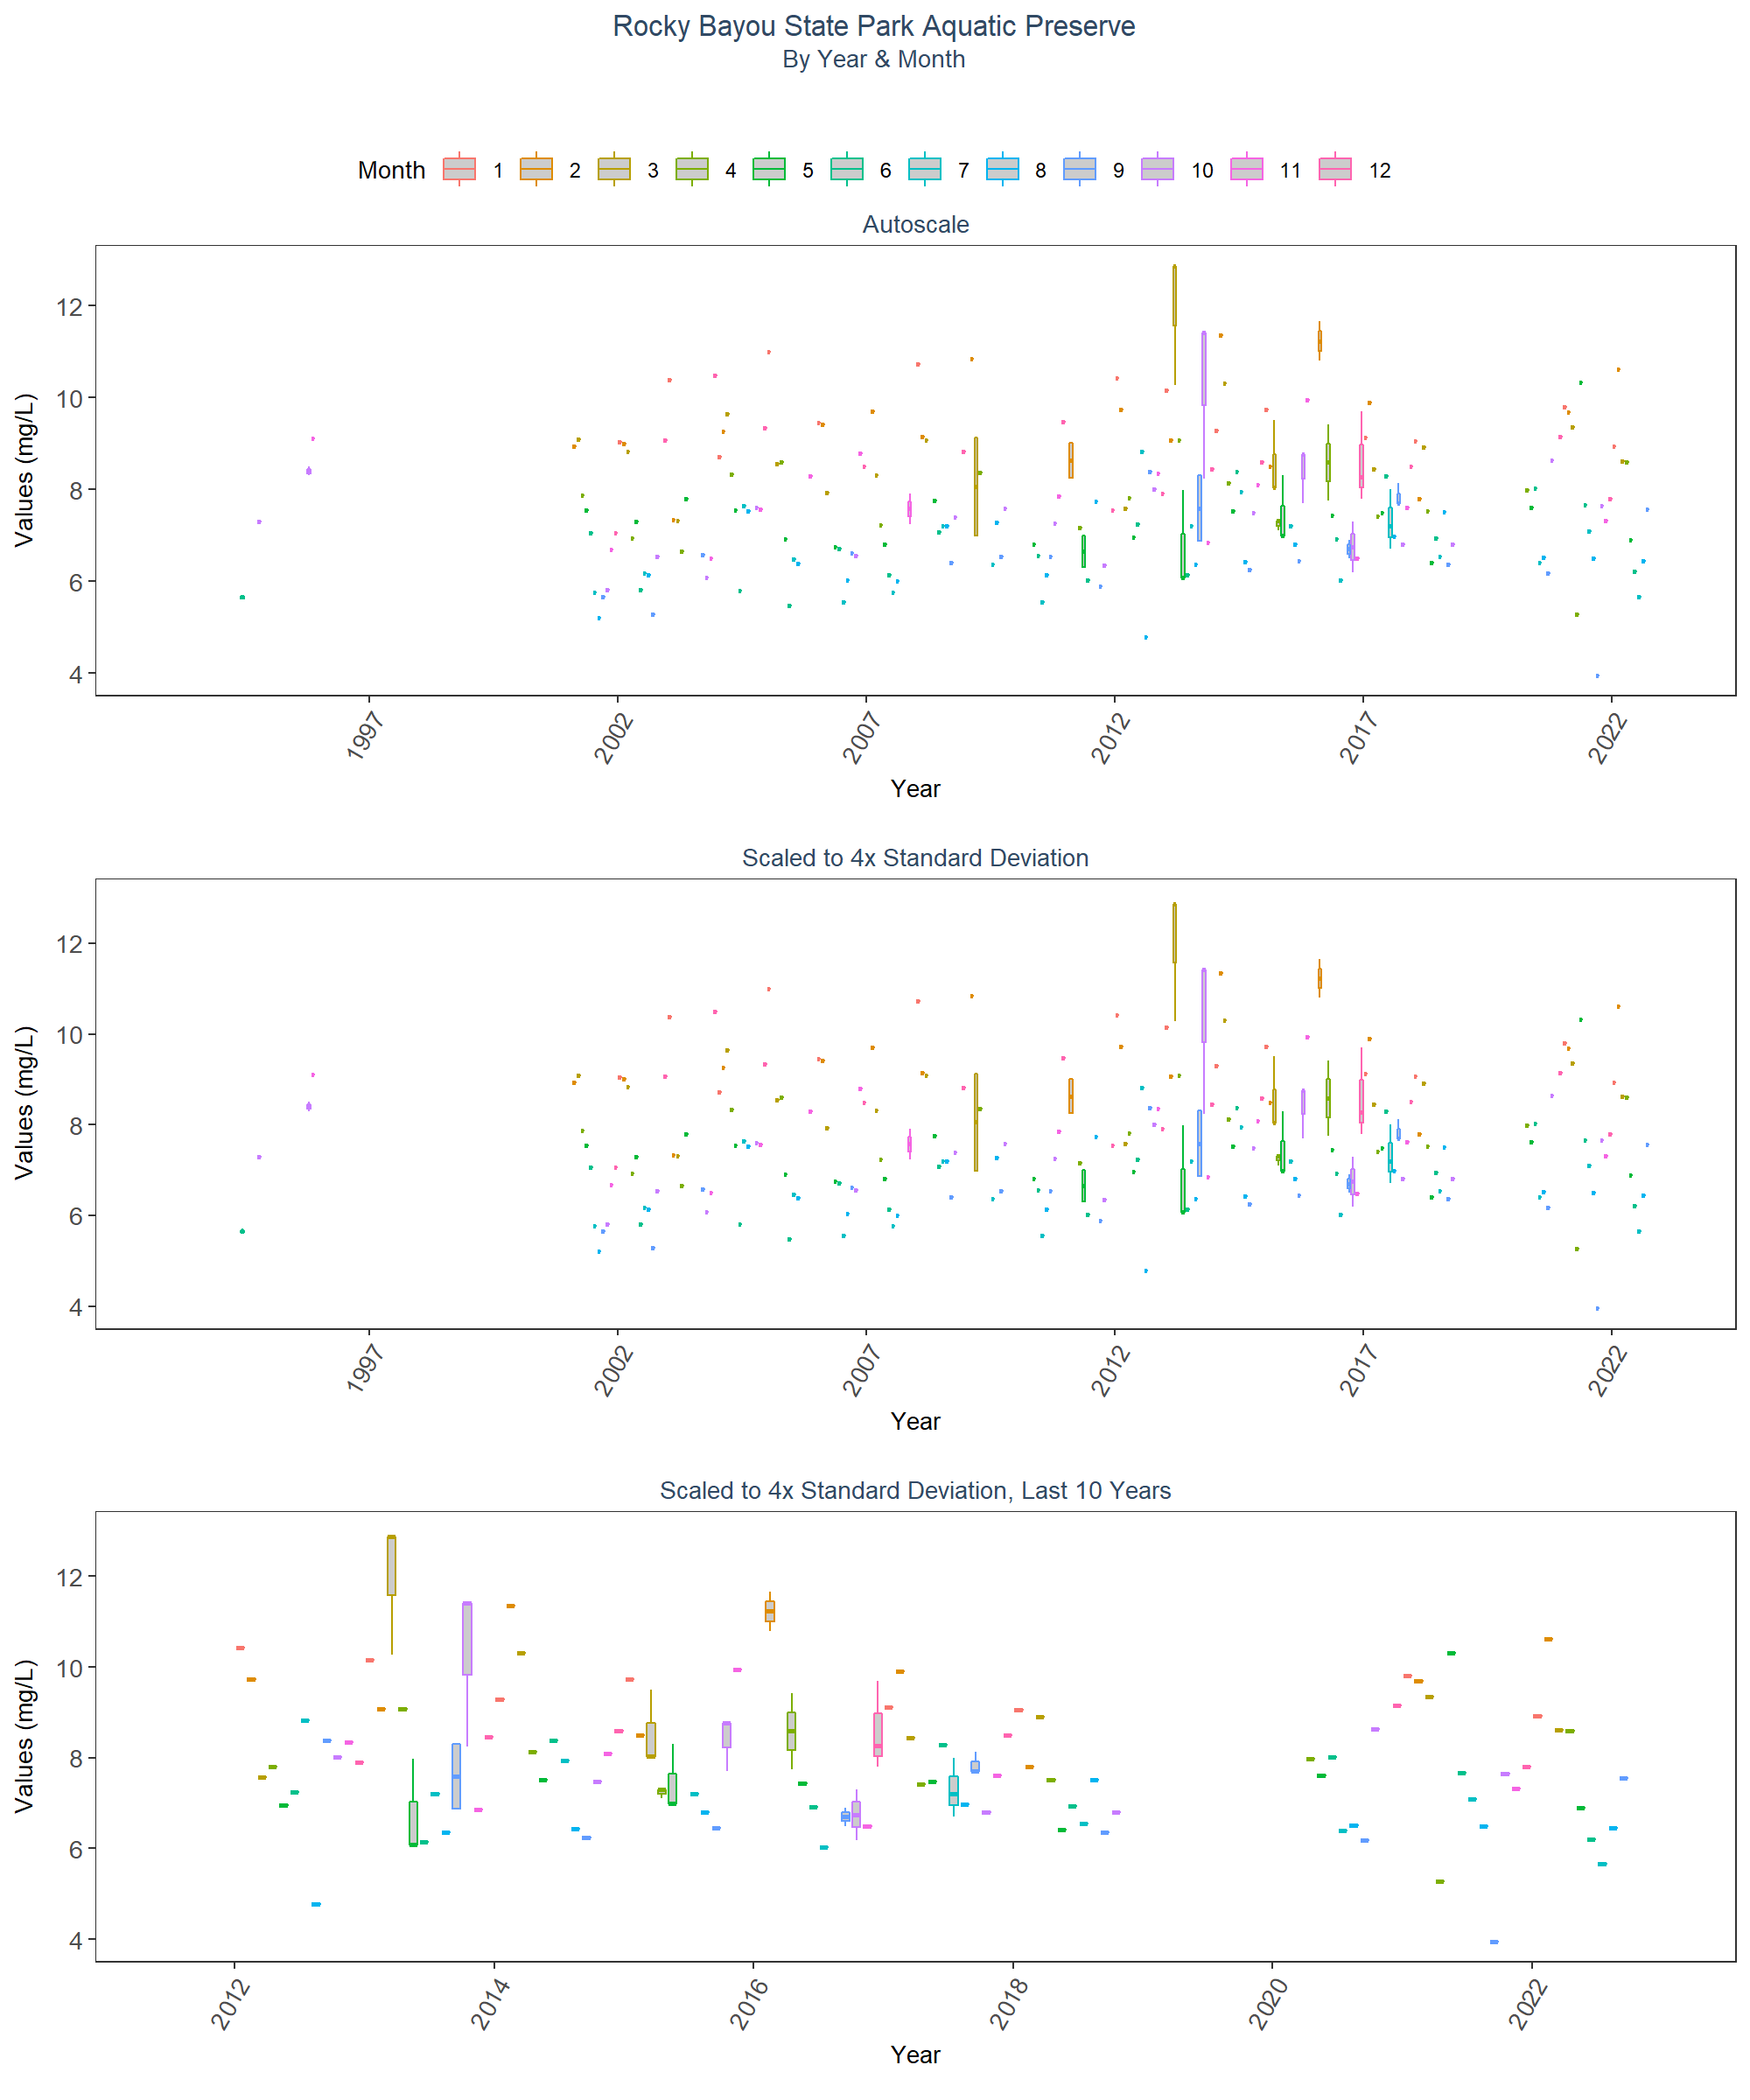 Rocky Bayou State Park Aquatic Preserve
By Year & Month
Month 1 2 3 4 5 6 7 8 9 10 11 12
Autoscale
Values (mg/L)
12
10
8
6
4
1997 2002 2007 2012 2017 2022
Year
Scaled to 4x Standard Deviation
Values (mg/L)
12
10
8
6
4
1997 2002 2007 2012 2017 2022
Year
Scaled to 4x Standard Deviation, Last 10 Years
Values (mg/L)
12
10
8
6
4
2012 2014 2016 2018 2020 2022
Year